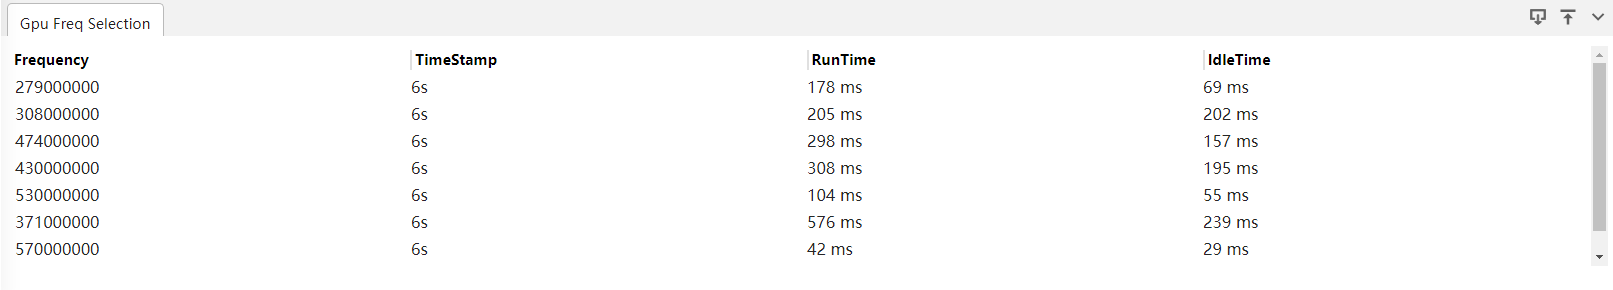 Gpu Freq Selection
Frequency TimeStamp RunTime IdleTime
279000000 6s 178 ms 69 ms
308000000 6s 205 ms 202 ms
474000000 6s 298 ms 157 ms
430000000 6s 308 ms 195 ms
530000000 6s 104 ms 55 ms
371000000 6s 576 ms 239 ms
570000000 6s 42 ms 29 ms